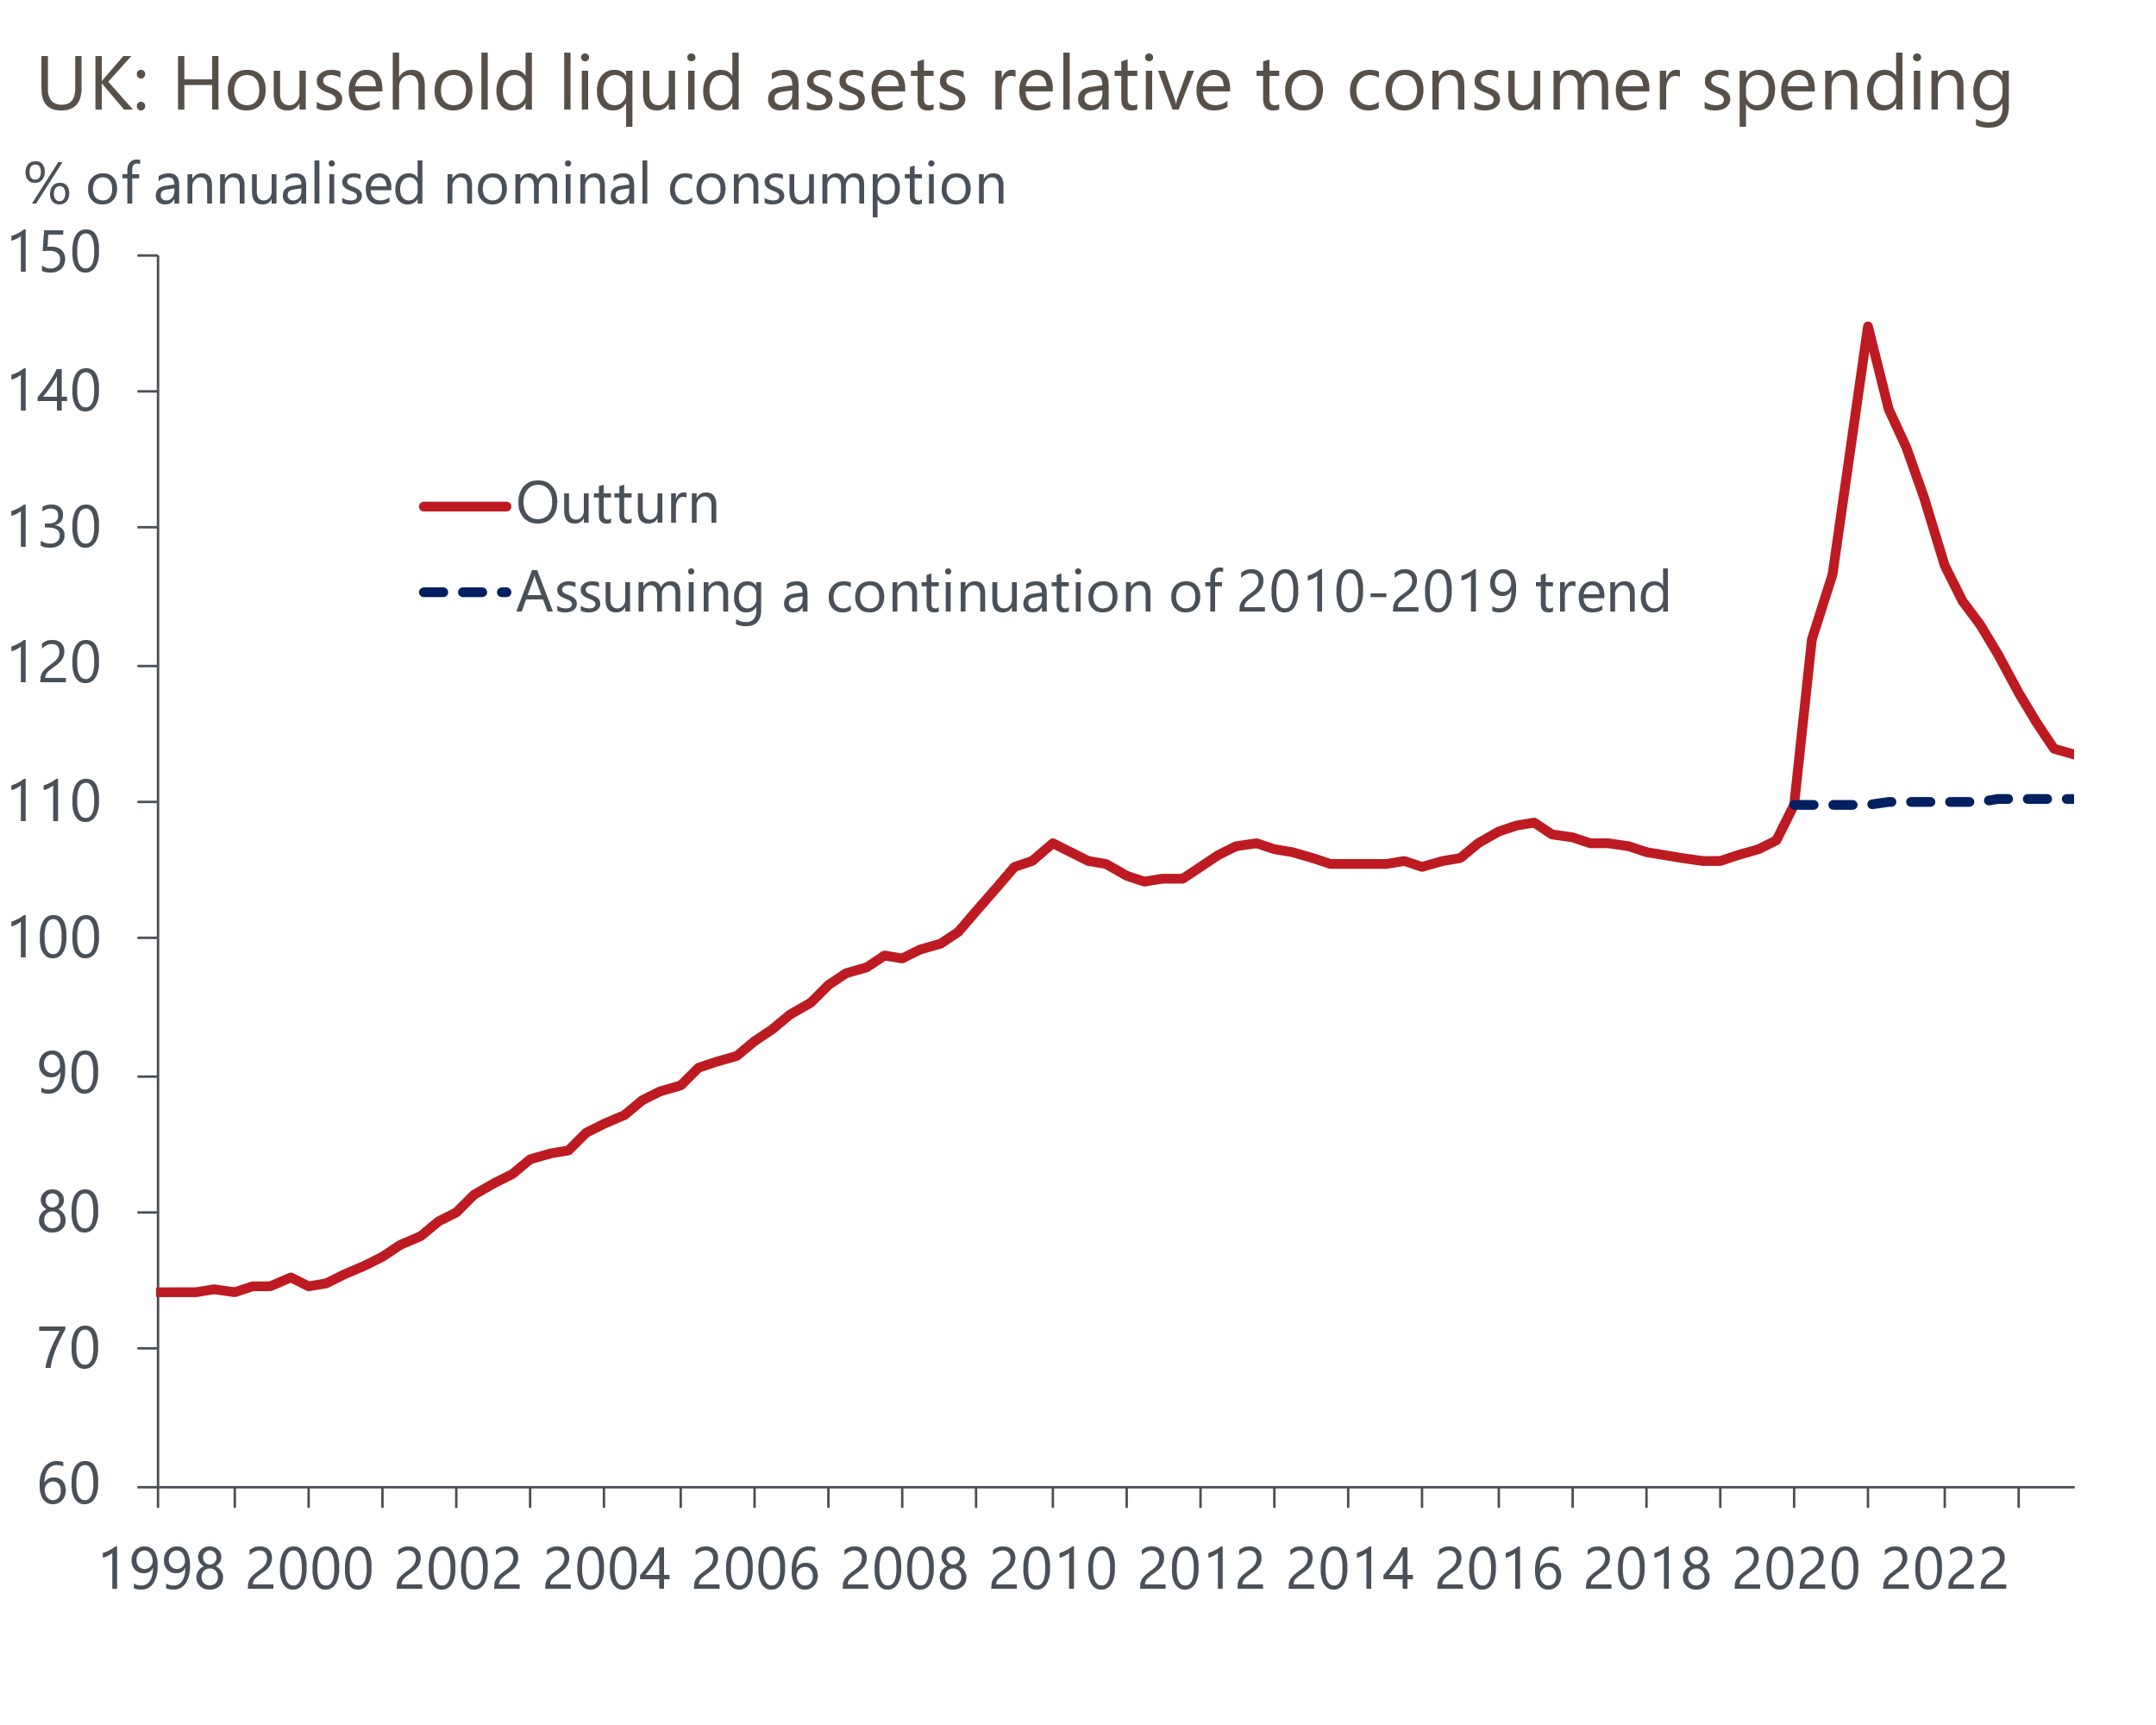 UK: Household liquid assets relative to consumer spending
% of annualised nominal consumption
150
140
130
Outturn
Assuming a continuation of 2010-2019 trend
120
110
100
90
80
70
60
1998 2000 2002 2004 2006 2008 2010 2012 2014 2016 2018 2020 2022